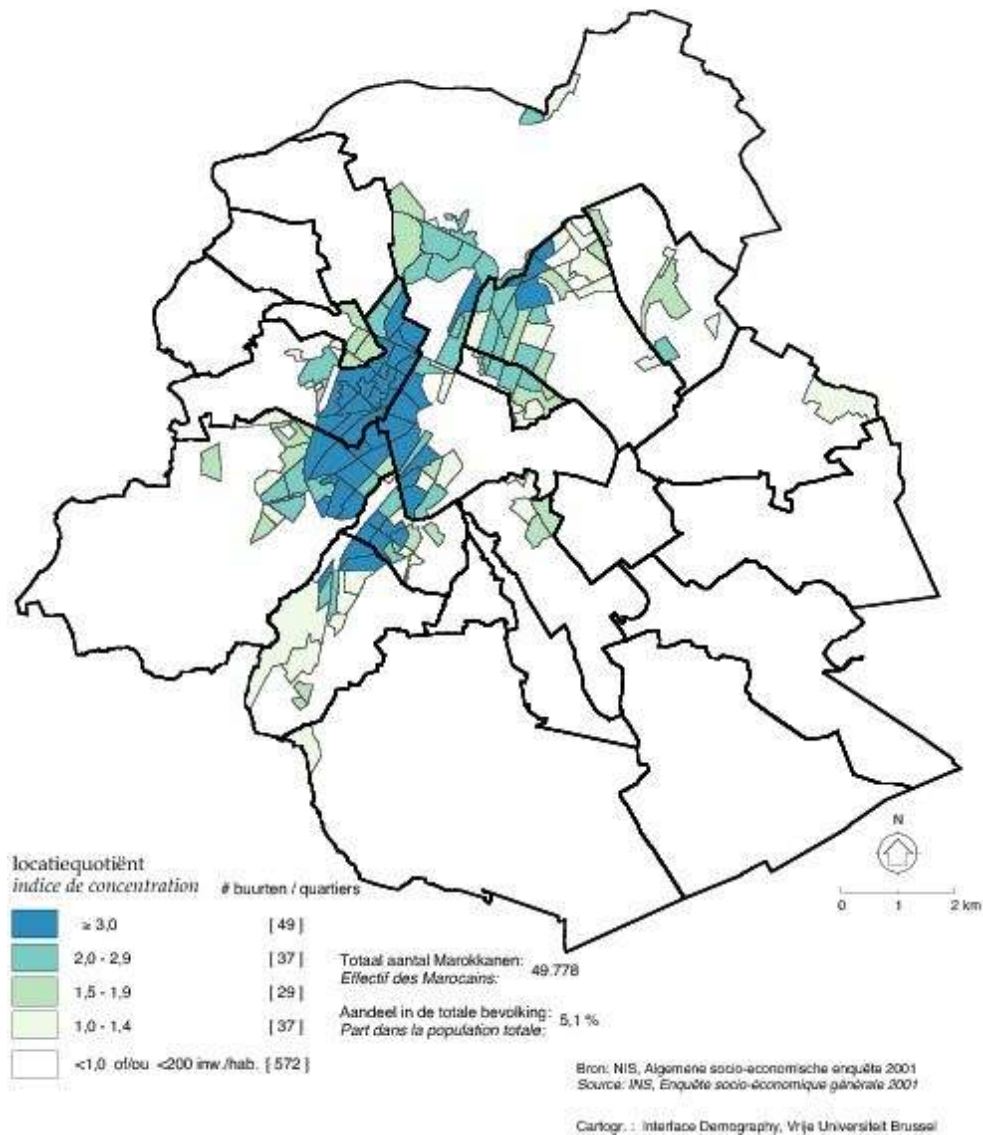 N
0 1 2 km
locatiequotiënt
indice de concentration # buurten / quartiers
≥ 3,0 [ 49 ]
2,0 - 2,9 [ 37 ]
1,5 - 1,9 [ 29 ]
1,0 - 1,4 [ 37 ]
<1,0 of/ou <200 inw./hab. [ 572 ]
Totaal aantal Marokkanen: 49.778
Effectif des Marocains:
Aandeel in de totale bevolking: 5,1 %
Part dans la population totale:
Bron: NIS, Algemene socio-economische enquête 2001
Source: INS, Enquête socio-économique générale 2001
Cartogr. : Interface Demography, Vrije Universiteit Brussel